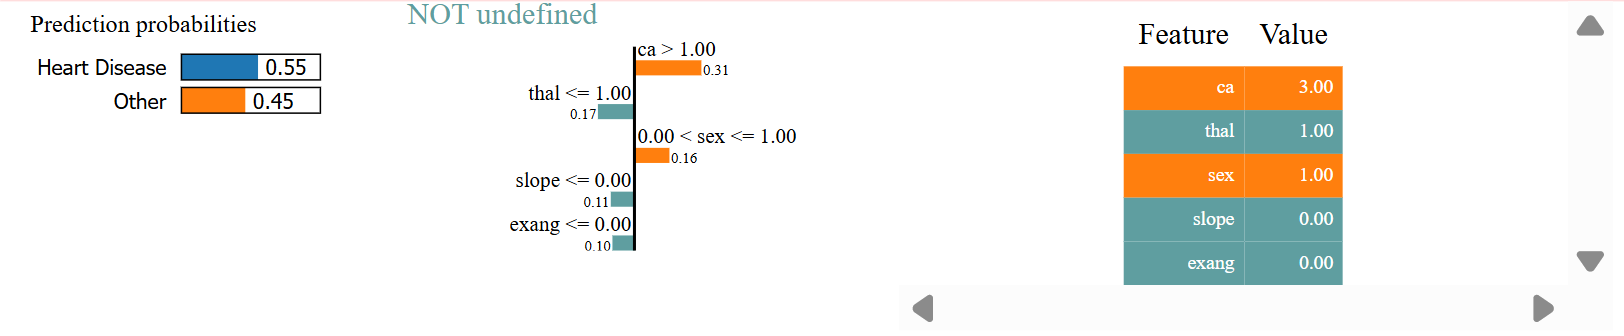 Prediction probabilities
Heart Disease 0.55
Other 0.45
NOT undefined
ca > 1.00
0.31
thal <= 1.00
0.17
0.00 < sex <= 1.00
0.16
slope <= 0.00
0.11
exang <= 0.00
0.10
Feature Value
ca 3.00
thal 1.00
sex 1.00
slope 0.00
exang 0.00